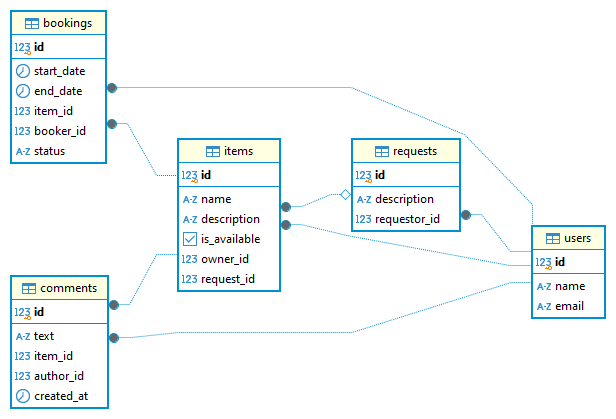 bookings
123 id
start_date
end_date
123 item_id
123 booker_id
A-Z status
items
123 id
A-Z name
A-Z description
is_available
123 owner_id
123 request_id
requests
123 id
A-Z description
123 requestor_id
users
123 id
A-Z name
A-Z email
comments
123 id
A-Z text
123 item_id
123 author_id
created_at